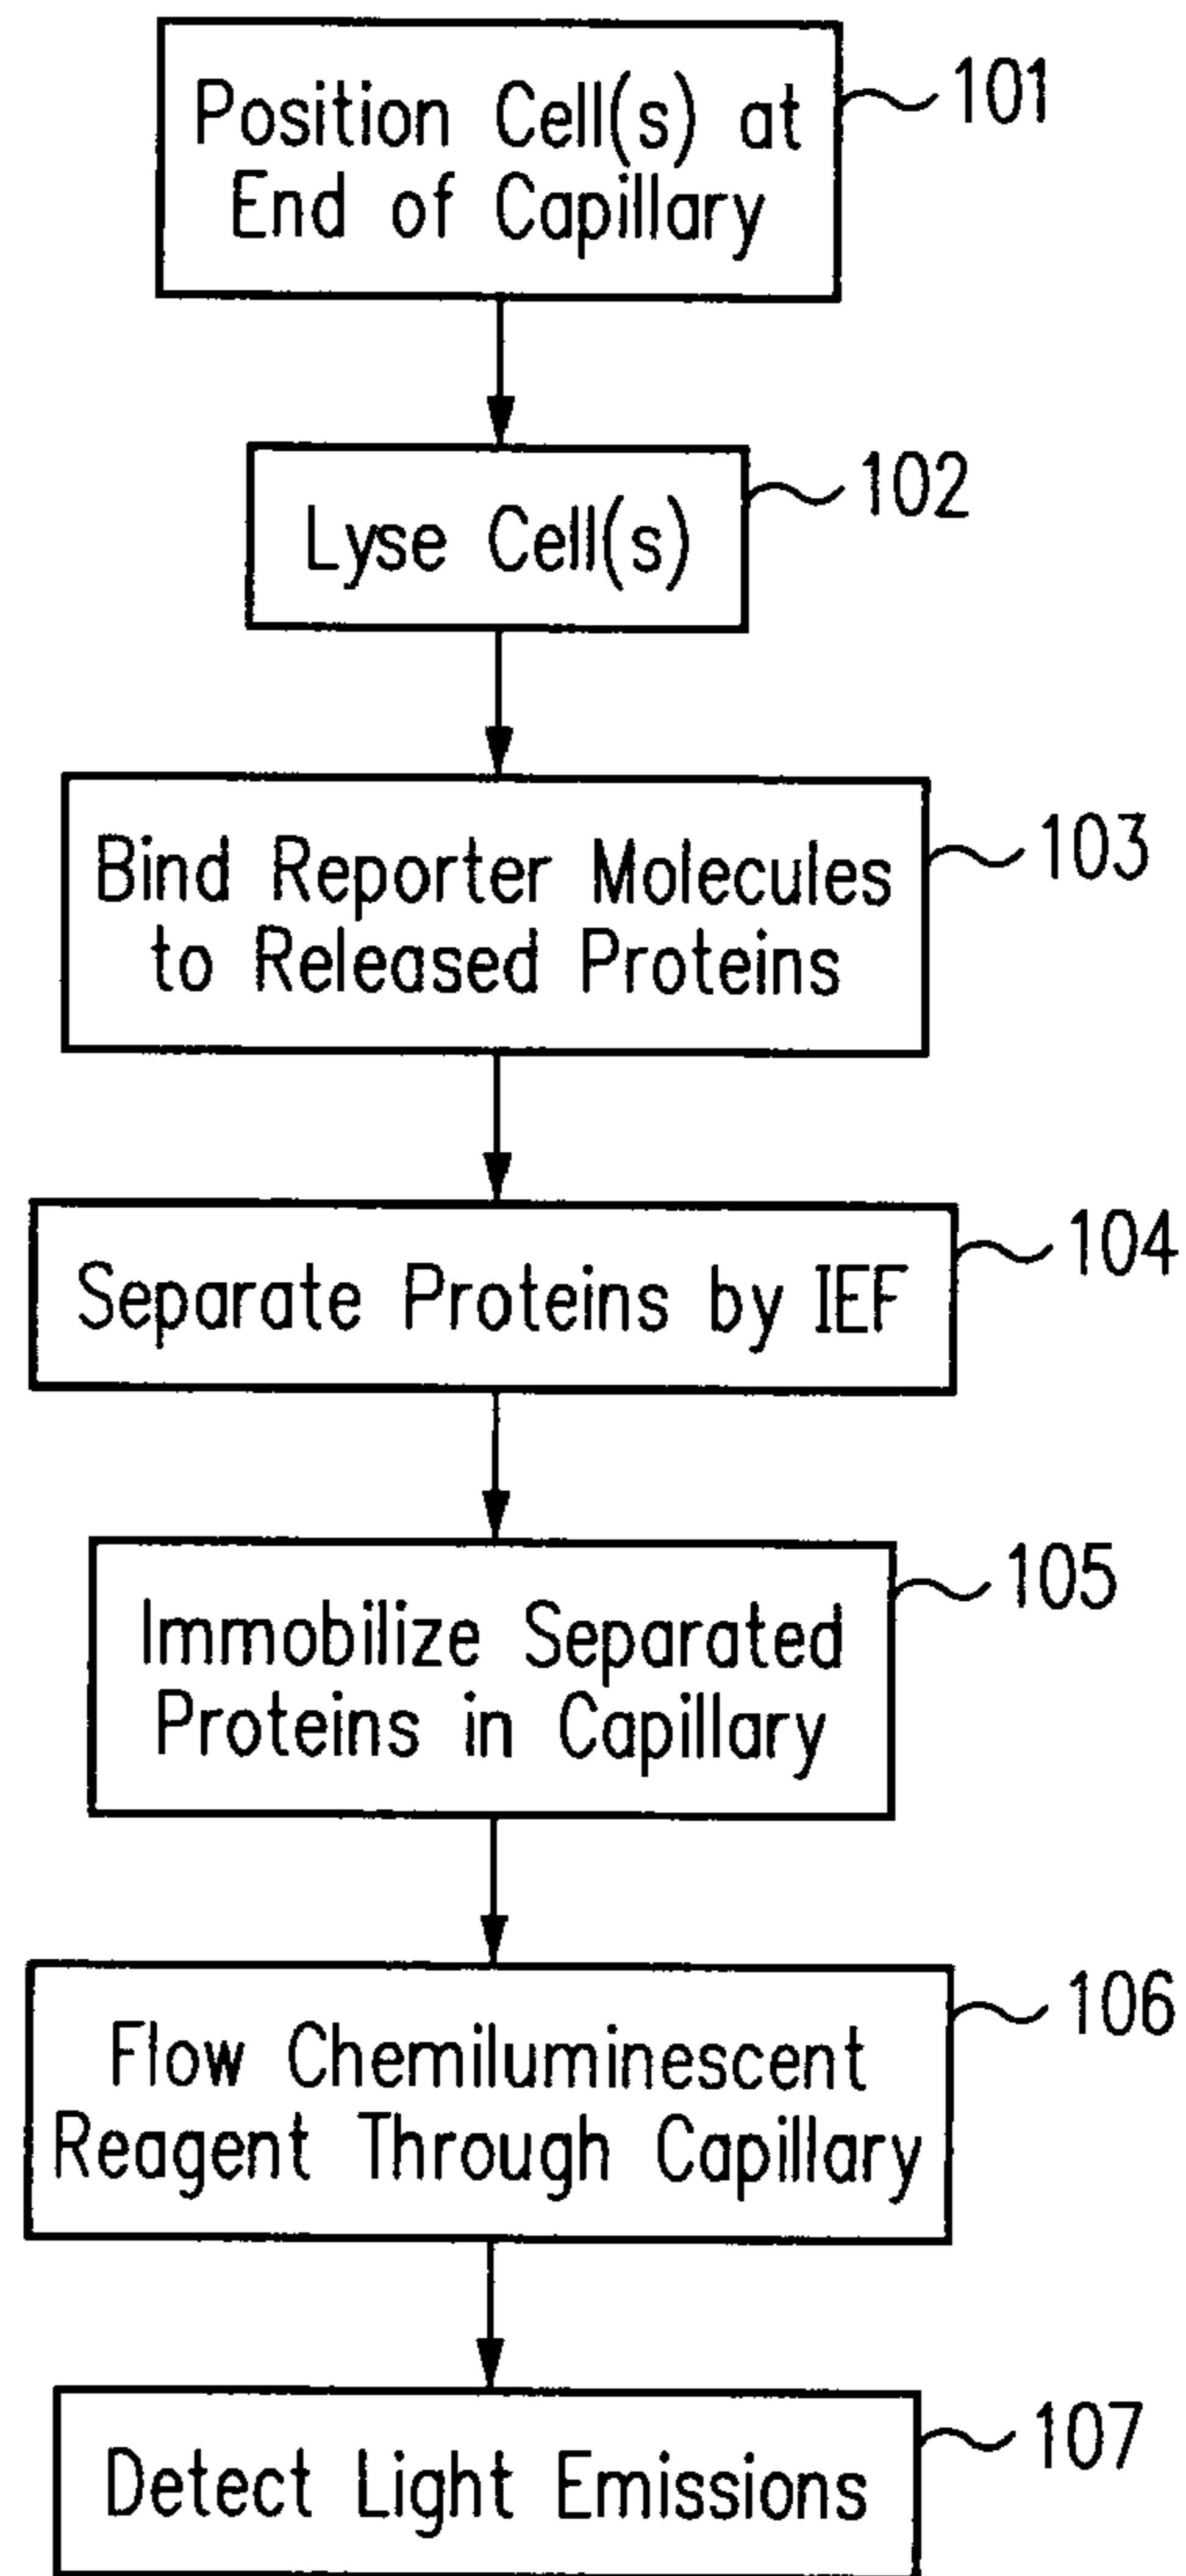 Position Cell(s) at
End of Capillary
101
Lyse Cell(s)
102
Bind Reporter Molecules
to Released Proteins
103
Separate Proteins by IEF
104
Immobilize Separated
Proteins in Capillary
105
Flow Chemiluminescent
Reagent Through Capillary
106
Detect Light Emissions
107